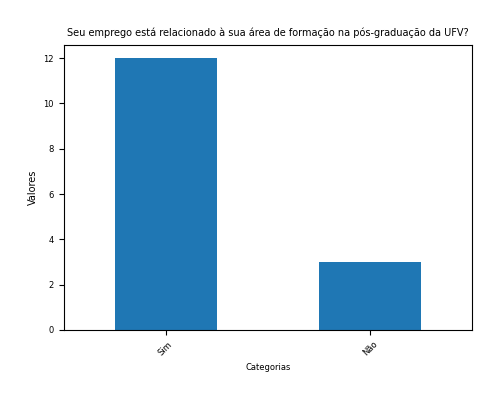 Seu emprego está relacionado à sua área de formação na pós-graduação da UFV?
12
10
8
6
4
2
0
Valores
Sim
Não
Categorias